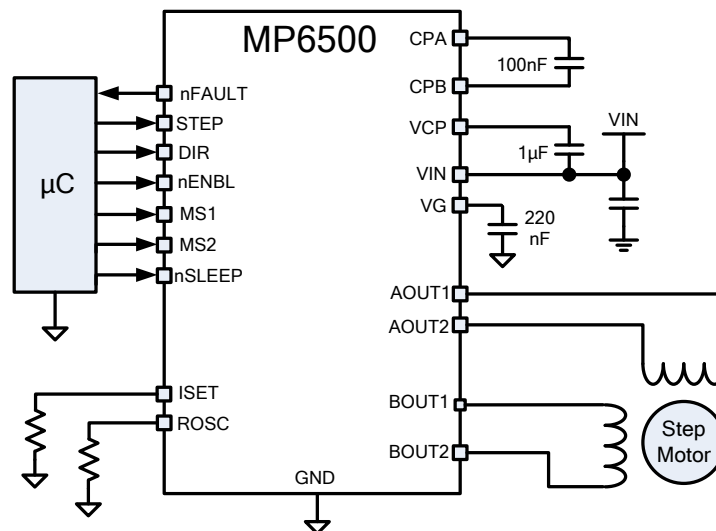 MP6500
µC
nFAULT
STEP
DIR
nENBL
MS1
MS2
nSLEEP
ISET
ROSC
GND
CPA
CPB
VCP
VIN
VG
AOUT1
AOUT2
BOUT1
BOUT2
100nF
1µF
VIN
220
nF
Step
Motor